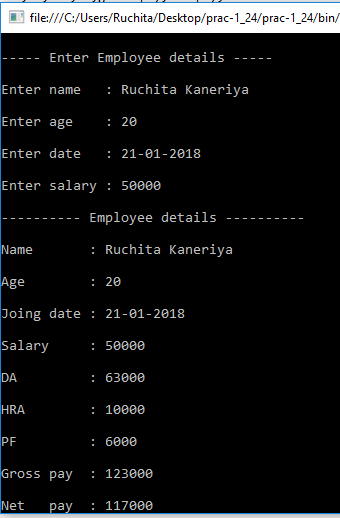 file:///C:/Users/Ruchita/Desktop/prac-1_24/prac-1_24/bin/
----- Enter Employee details -----
Enter name   : Ruchita Kaneriya
Enter age    : 20
Enter date   : 21-01-2018
Enter salary : 50000
---------- Employee details ----------
Name       : Ruchita Kaneriya
Age        : 20
Joing date : 21-01-2018
Salary     : 50000
DA         : 63000
HRA        : 10000
PF         : 6000
Gross pay  : 123000
Net   pay  : 117000